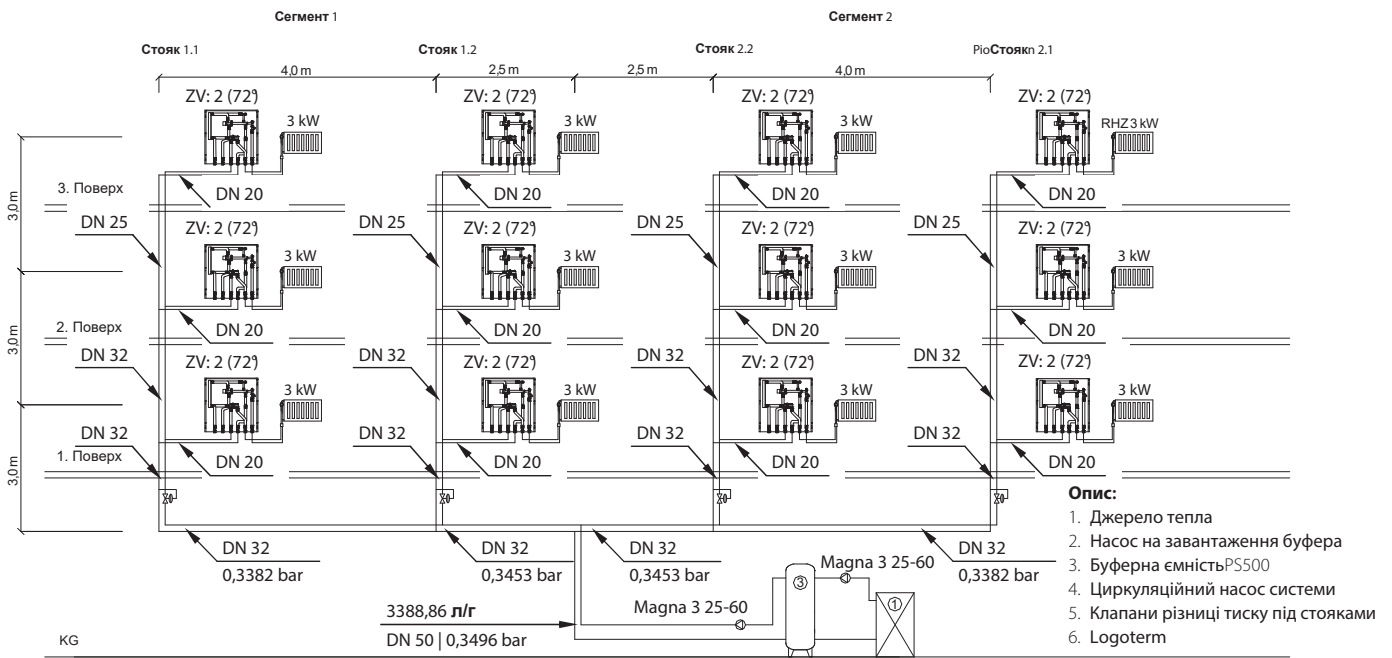 Сегмент 1 Сегмент 2
Стояк 1.1 Стояк 1.2 Стояк 2.2 PioСтоякn 2.1
4,0 m 2,5 m 2,5 m 4,0 m
ZV: 2 (72°) ZV: 2 (72°) ZV: 2 (72°) ZV: 2 (72°)
3 kW 3 kW 3 kW RHZ 3 kW
3. Поверх DN 20 DN 20 DN 20 DN 20
3,0 m
DN 25 DN 25 DN 25 DN 25
ZV: 2 (72°) ZV: 2 (72°) ZV: 2 (72°) ZV: 2 (72°)
3 kW 3 kW 3 kW 3 kW
2. Поверх DN 20 DN 20 DN 20 DN 20
3,0 m
DN 32 DN 32 DN 32 DN 32
ZV: 2 (72°) ZV: 2 (72°) ZV: 2 (72°) ZV: 2 (72°)
3 kW 3 kW 3 kW 3 kW
DN 32 DN 32 DN 32 DN 32
1. Поверх DN 20 DN 20 DN 20 DN 20
3,0 m
DN 32 DN 32 DN 32 DN 32
0,3382 bar 0,3453 bar 0,3453 bar 0,3382 bar
Magna 3 25-60
3 1
3388,86 л/г Magna 3 25-60
DN 50 | 0,3496 bar
KG
Опис:
1. Джерело тепла
2. Насос на завантаження буфера
3. Буферна ємністьPS500
4. Циркуляційний насос системи
5. Клапани різниці тиску під стояками
6. Logoterm